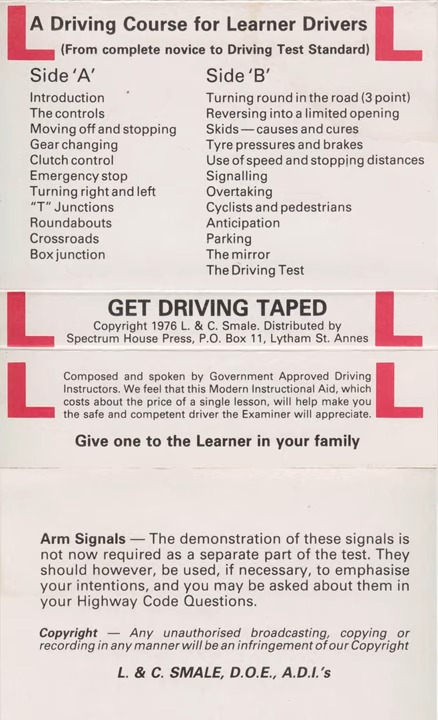 L A Driving Course for Learner Drivers L
(From complete novice to Driving Test Standard)
Side 'A'
Introduction
The controls
Moving off and stopping
Gear changing
Clutch control
Emergency stop
Turning right and left
"T" Junctions
Roundabouts
Crossroads
Box junction
Side 'B'
Turning round in the road (3 point)
Reversing into a limited opening
Skids — causes and cures
Tyre pressures and brakes
Use of speed and stopping distances
Signalling
Overtaking
Cyclists and pedestrians
Anticipation
Parking
The mirror
The Driving Test
L GET DRIVING TAPED L
Copyright 1976 L. & C. Smale. Distributed by
Spectrum House Press, P.O. Box 11, Lytham St. Annes
L L
Composed and spoken by Government Approved Driving
Instructors. We feel that this Modern Instructional Aid, which
costs about the price of a single lesson, will help make you
the safe and competent driver the Examiner will appreciate.
Give one to the Learner in your family
Arm Signals — The demonstration of these signals is
not now required as a separate part of the test. They
should however, be used, if necessary, to emphasise
your intentions, and you may be asked about them in
your Highway Code Questions.
Copyright — Any unauthorised broadcasting, copying or
recording in any manner will be an infringement of our Copyright
L. & C. SMALE, D.O.E., A.D.I.'s